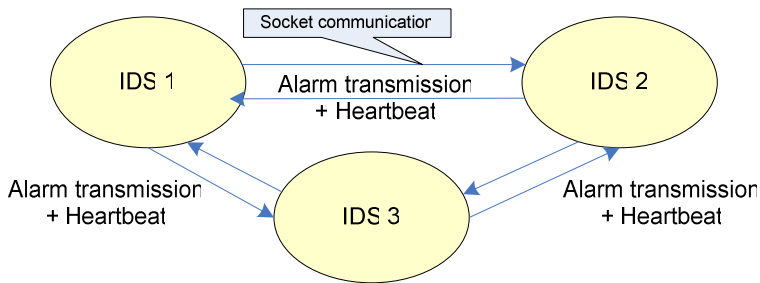 Socket communicatior
IDS 1
IDS 2
Alarm transmission
+ Heartbeat
Alarm transmission
+ Heartbeat
IDS 3
Alarm transmission
+ Heartbeat